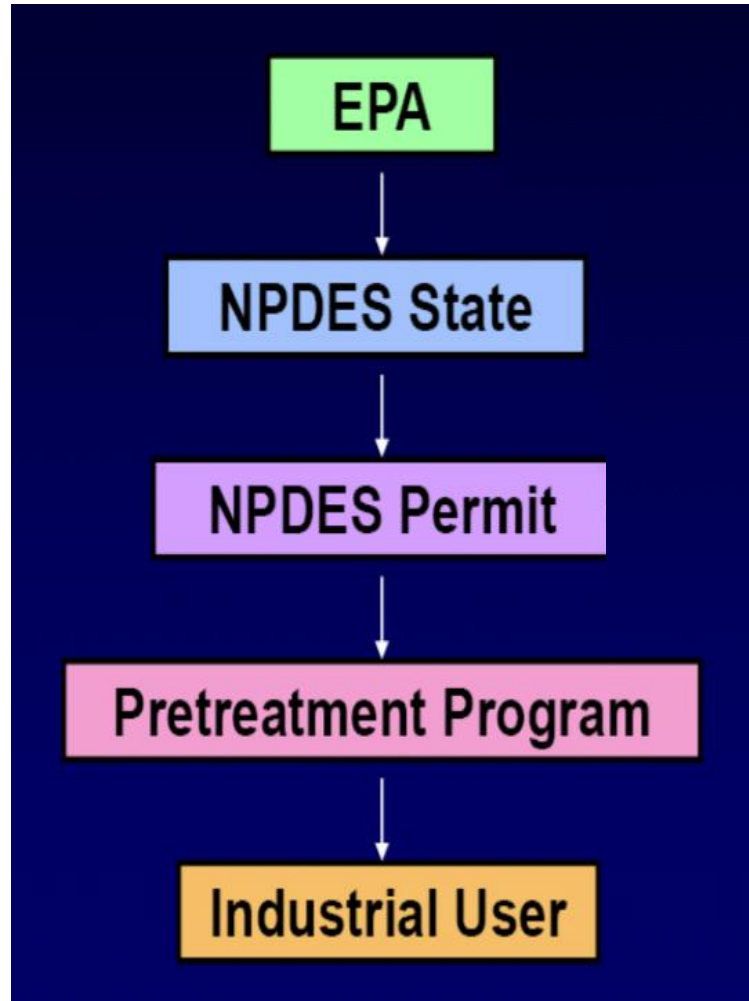 EPA
NPDES State
NPDES Permit
Pretreatment Program
Industrial User